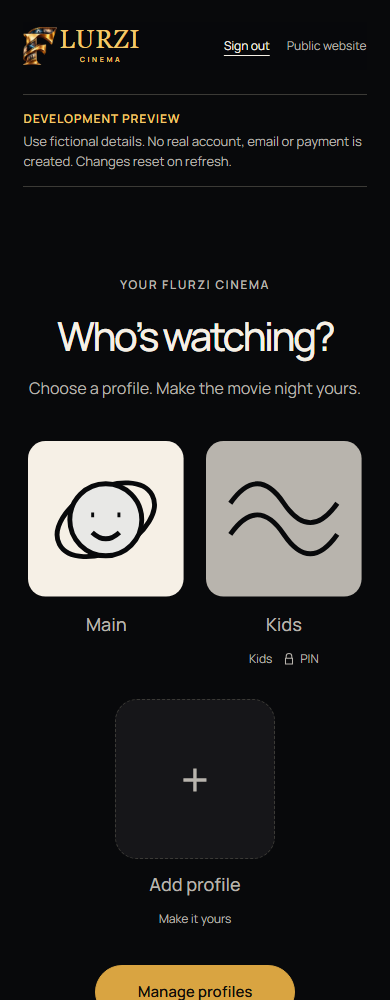 FLURZI
CINEMA
Sign out
Public website
DEVELOPMENT PREVIEW
Use fictional details. No real account, email or payment is
created. Changes reset on refresh.
YOUR FLURZI CINEMA
Who's watching?
Choose a profile. Make the movie night yours.
Main
Kids
Kids PIN
+
Add profile
Make it yours
Manage profiles